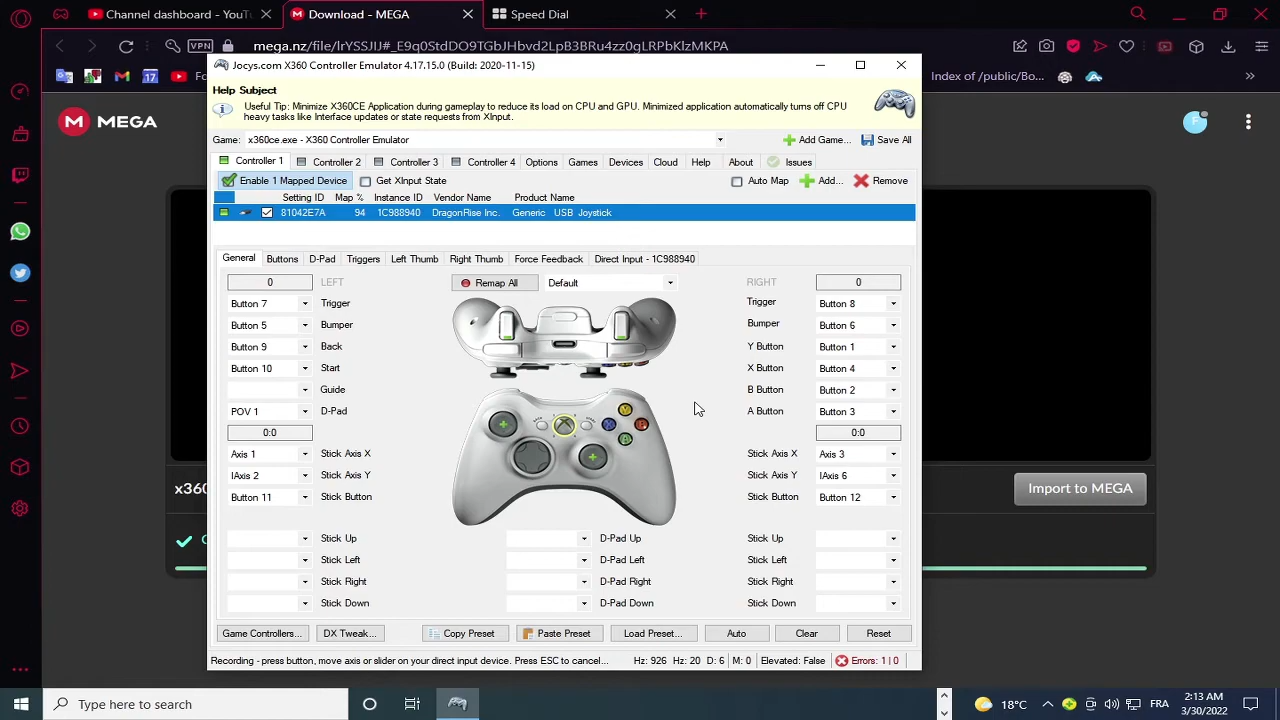 Channel dashboard - YouT
Download - MEGA
Speed Dial
VPN
mega.nz/file/lrYSSJIJ#_E9q0StdDO9TGbJHbvd2LpB3BRu4zz0gLRPbKlzMKPA
17
Index of /public/Bo...
Jocys.com X360 Controller Emulator 4.17.15.0 (Build: 2020-11-15)
Help Subject
Useful Tip: Minimize X360CE Application during gameplay to reduce its load on CPU and GPU. Minimized application automatically turns off CPU
heavy tasks like Interface updates or state requests from XInput.
M MEGA
F
Game: x360ce.exe - X360 Controller Emulator Add Game... Save All
Controller 1 Controller 2 Controller 3 Controller 4 Options Games Devices Cloud Help About Issues
Enable 1 Mapped Device Get XInput State Auto Map Add... Remove
Setting ID Map % Instance ID Vendor Name Product Name
81042E7A 94 1C988940 DragonRise Inc. Generic USB Joystick
General Buttons D-Pad Triggers Left Thumb Right Thumb Force Feedback Direct Input - 1C988940
0 LEFT Remap All Default RIGHT 0
Button 7 Trigger Trigger Button 8
Button 5 Bumper Bumper Button 6
Button 9 Back Y Button Button 1
Button 10 Start X Button Button 4
Guide B Button Button 2
POV 1 D-Pad A Button Button 3
0:0 0:0
Axis 1 Stick Axis X Stick Axis X Axis 3
IAxis 2 Stick Axis Y Stick Axis Y IAxis 6
Button 11 Stick Button Stick Button Button 12
Y
X B
A
x360
Import to MEGA
Stick Up D-Pad Up Stick Up
Stick Left D-Pad Left Stick Left
Stick Right D-Pad Right Stick Right
Stick Down D-Pad Down Stick Down
Game Controllers... DX Tweak... Copy Preset Paste Preset Load Preset... Auto Clear Reset
Recording - press button, move axis or slider on your direct input device. Press ESC to cancel... Hz: 926 Hz: 20 D: 6 M: 0 Elevated: False Errors: 1 | 0
Type here to search
18°C
FRA
2:13 AM
3/30/2022